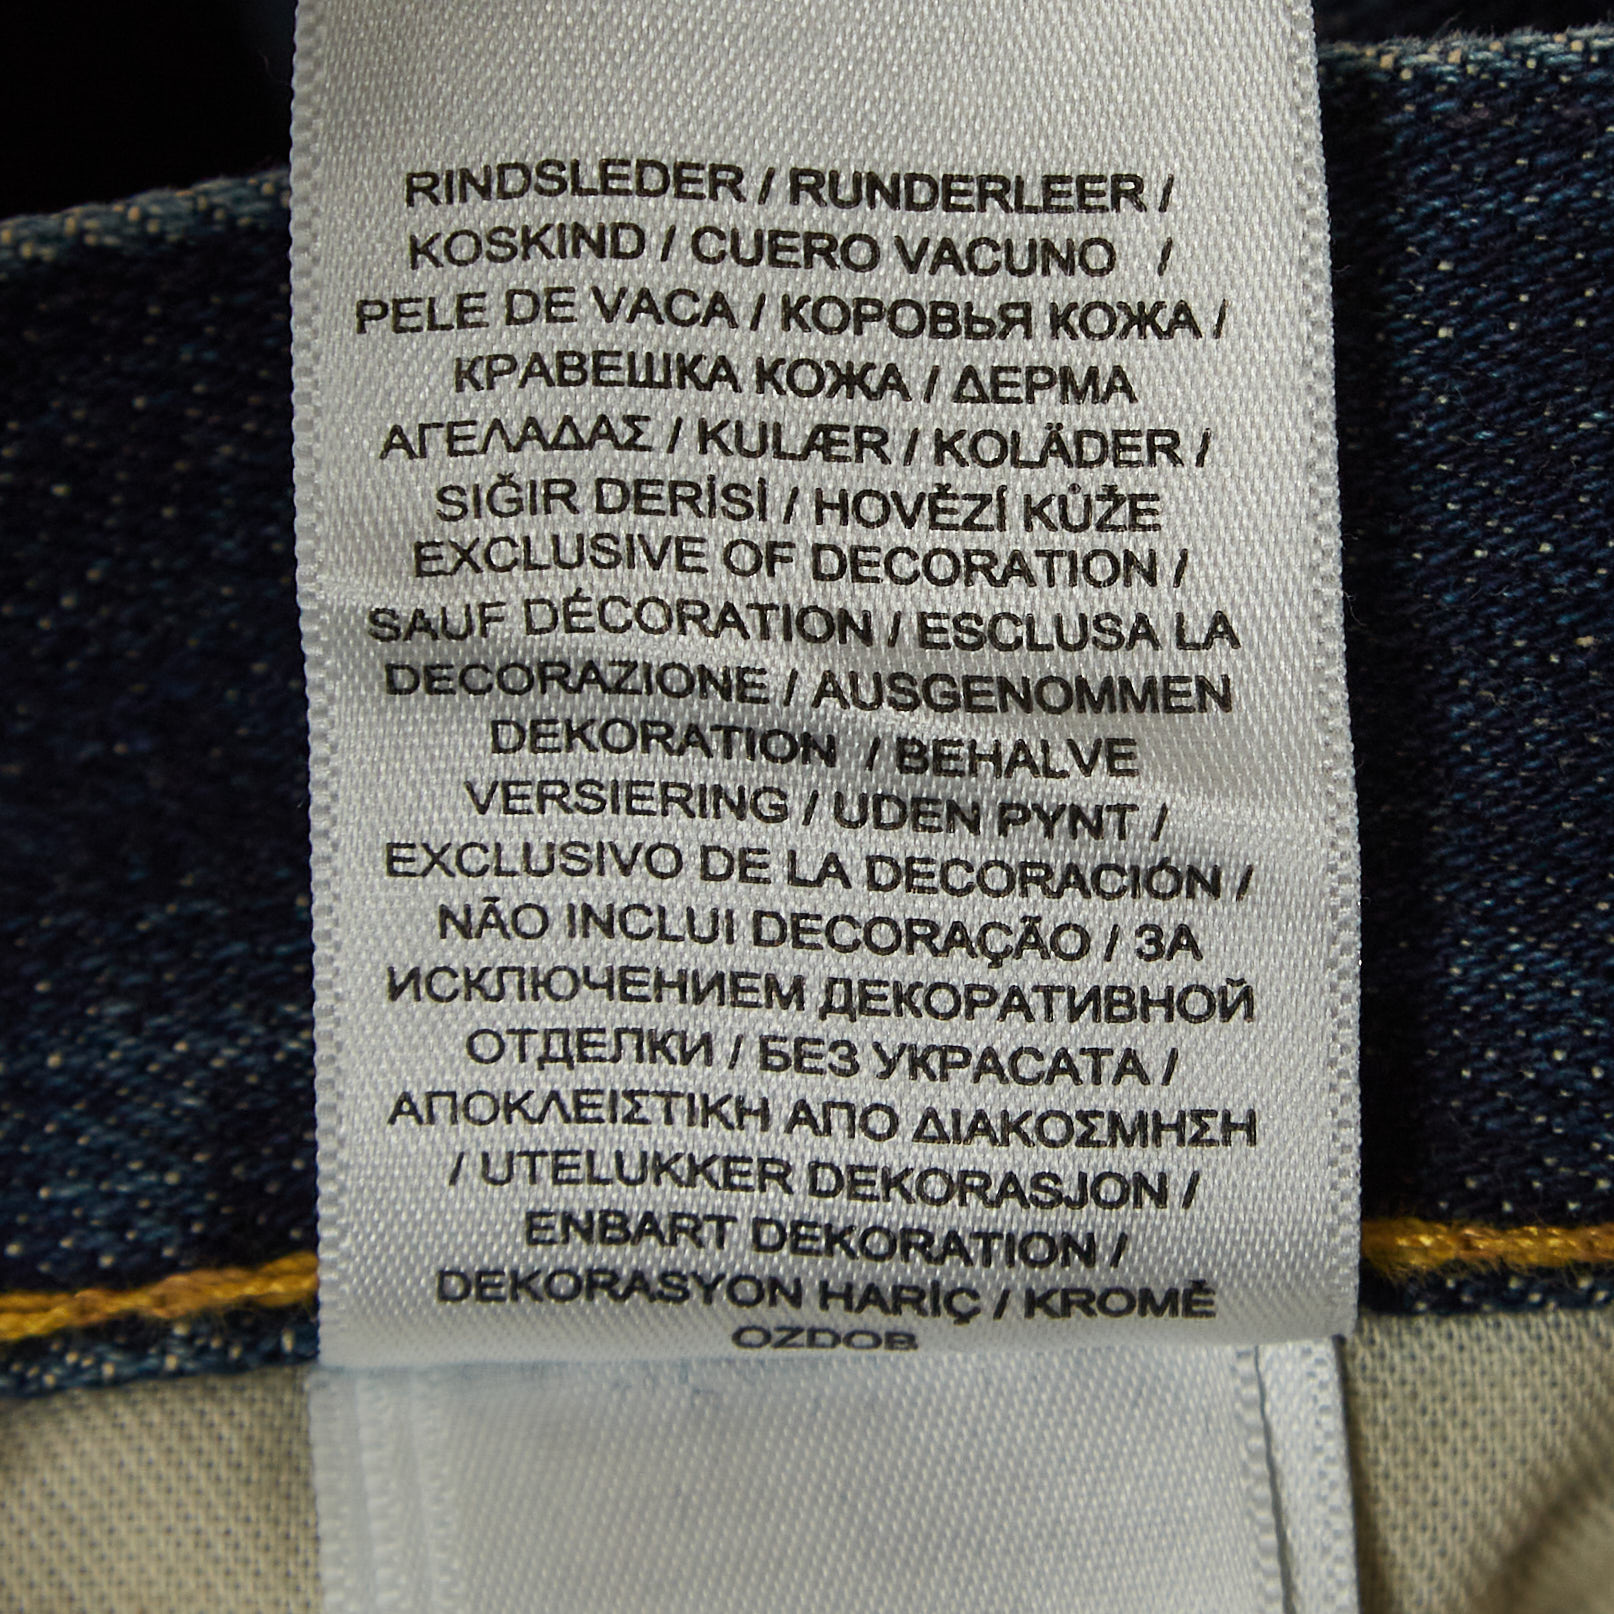 RINDSLEDER / RUNDERLEER /
KOSKIND / CUERO VACUNO /
PELE DE VACA / КОРОВЬЯ КОЖА /
КРАВЕШКА КОЖА / ΔΕΡΜΑ
ΑΓΕΛΑΔΑΣ / KULÆR / KOLÄDER /
SIĞIR DERİSİ / HOVĚZÍ KŮŽE
EXCLUSIVE OF DECORATION /
SAUF DÉCORATION / ESCLUSA LA
DECORAZIONE / AUSGENOMMEN
DEKORATION / BEHALVE
VERSIERING / UDEN PYNT /
EXCLUSIVO DE LA DECORACIÓN /
NÃO INCLUI DECORAÇÃO / ЗА
ИСКЛЮЧЕНИЕМ ДЕКОРАТИВНОЙ
ОТДЕЛКИ / БЕЗ УКРАСАТА /
ΑΠΟΚΛΕΙΣΤΙΚΗ ΑΠΟ ΔΙΑΚΟΣΜΗΣΗ
/ UTELUKKER DEKORASJON /
ENBART DEKORATION /
DEKORASYON HARİÇ / KROMĚ
OZDOB